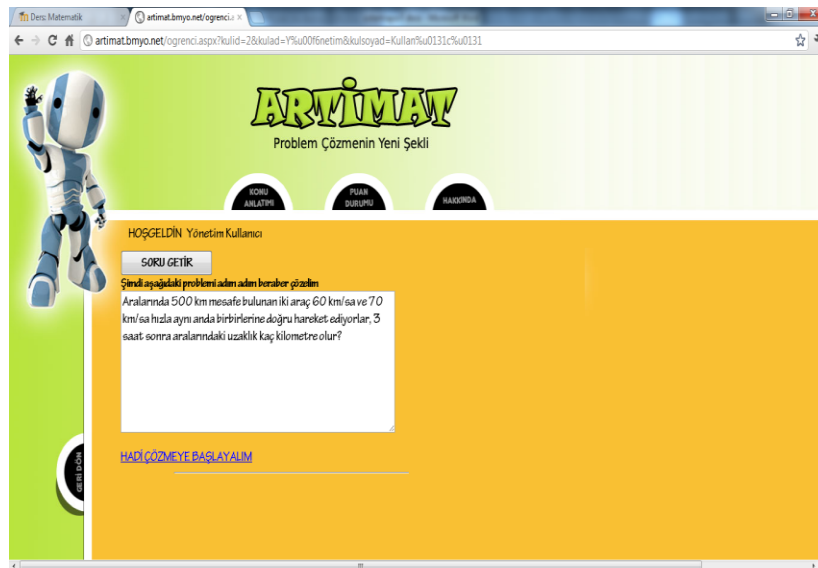 Ders: Matematik
artimat.bmyo.net/ogrenci.a
artimat.bmyo.net/ogrenci.aspx?kulid=2&kulad=Y%u00f6netim&kulsoyad=Kullan%u0131c%u0131
ARTİMAT
Problem Çözmenin Yeni Şekli
KONU ANLATIMI
PUAN DURUMU
HAKKINDA
HOŞGELDİN Yönetim Kullanıcı
SORU GETİR
Şimdi aşağıdaki problemi adım adım beraber çözelim
Aralarında 500 km mesafe bulunan iki araç 60 km/sa ve 70
km/sa hızla aynı anda birbirlerine doğru hareket ediyorlar, 3
saat sonra aralarındaki uzaklık kaç kilometre olur?
HADİ ÇÖZMEYE BAŞLAYALIM
GERİ DÖN